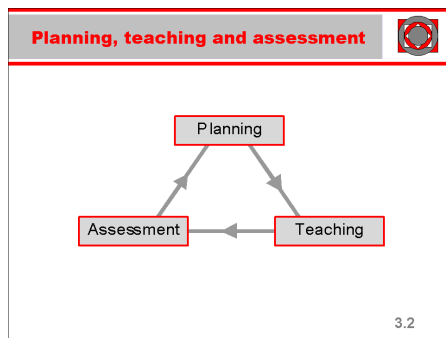 Planning, teaching and assessment
Planning
Assessment
Teaching
3.2